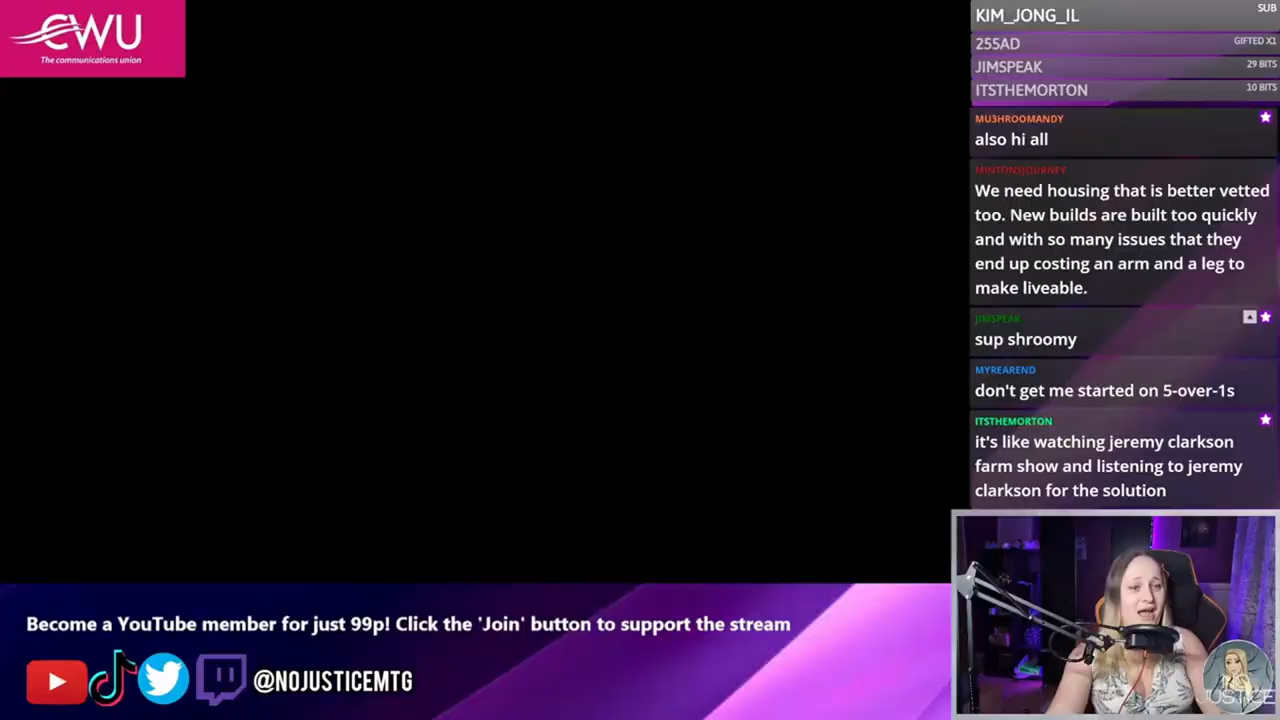 CWU
The communications union
KIM_JONG_IL
SUB
255AD
GIFTED X1
JIMSPEAK
29 BITS
ITSTHEMORTON
10 BITS
MU3HROOMANDY
also hi all
MINTONSJOURNEY
We need housing that is better vetted
too. New builds are built too quickly
and with so many issues that they
end up costing an arm and a leg to
make liveable.
JIMSPEAK
sup shroomy
MYREAREND
don't get me started on 5-over-1s
ITSTHEMORTON
it's like watching jeremy clarkson
farm show and listening to jeremy
clarkson for the solution
Become a YouTube member for just 99p! Click the 'Join' button to support the stream
@NOJUSTICEMTG
JUSTICE